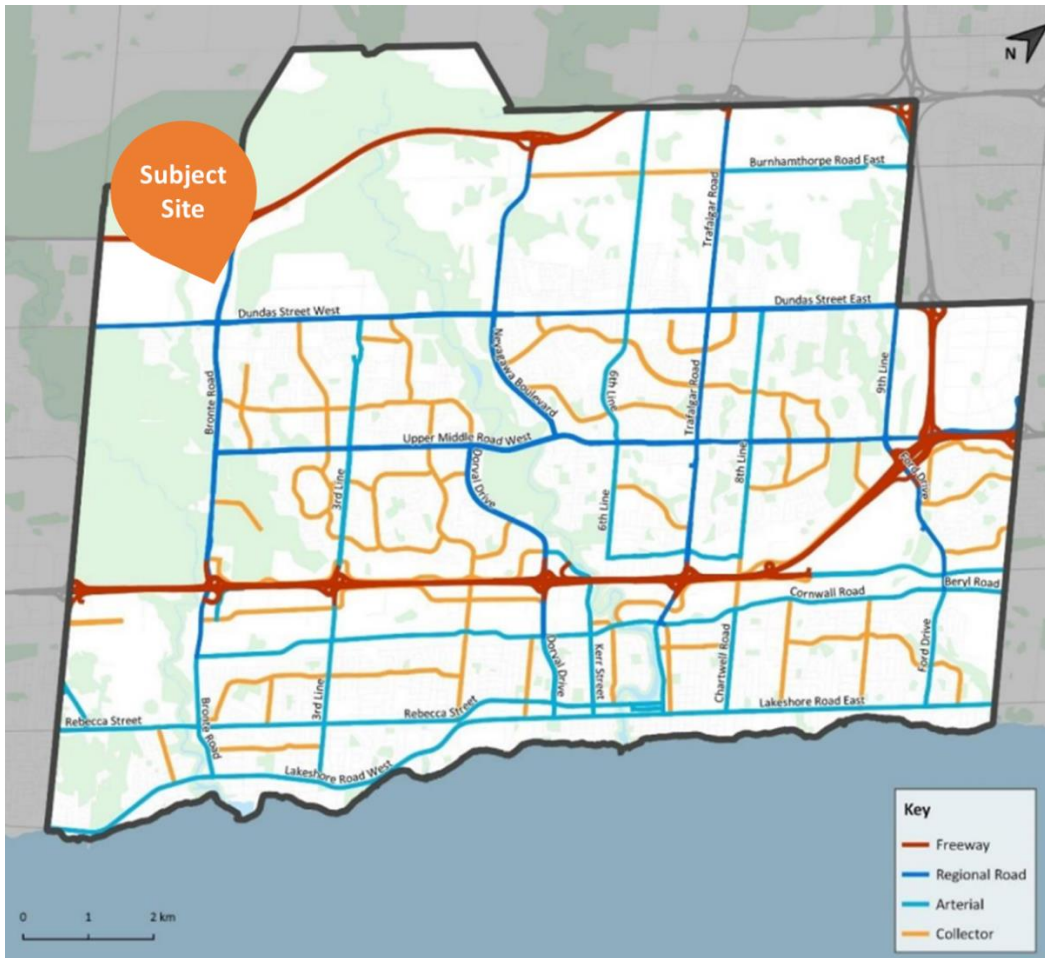 N
Subject
Site
Burnhamthorpe Road East
Trafalgar Road
Dundas Street West
Dundas Street East
Neyagawa Boulevard
Bronte Road
6th Line
Trafalgar Road
9th Line
Upper Middle Road West
3rd Line
Dorval Drive
6th Line
8th Line
Ford Drive
Cornwall Road
Beryl Road
Dorval Drive
Kerr Street
Chartwell Road
Ford Drive
Bronte Road
3rd Line
Rebecca Street
Rebecca Street
Lakeshore Road East
Lakeshore Road West
Key
Freeway
Regional Road
Arterial
Collector
0 1 2 km